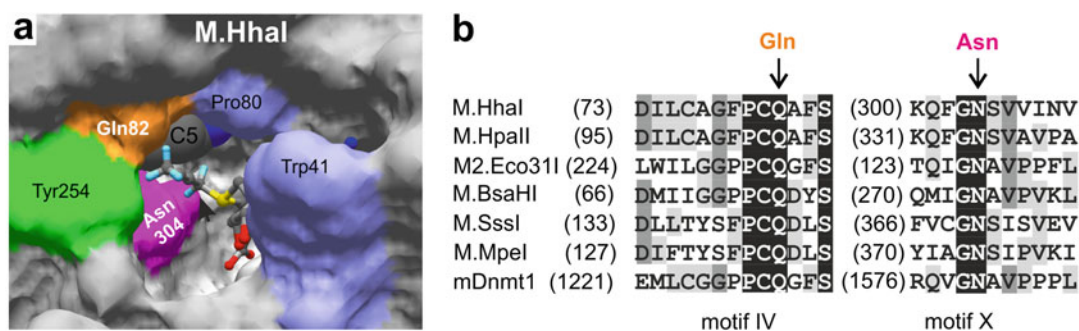 a
M.HhaI
Pro80
Gln82
C5
Trp41
Tyr254
Asn
304
b
Gln Asn
M.HhaI (73) DILCAGFPCQAFS (300) KQFGNSVVINV
M.HpaII (95) DILCAGFPCQAFS (331) KQFGNSVAVPA
M2.Eco31I (224) LWILGGPPCQGFS (123) TQIGNAVPPFL
M.BsaHI (66) DMIIGGPPCQDYS (270) QMIGNAVPVKL
M.SssI (133) DLLTYSFPCQDLS (366) FVCGNSISVEV
M.MpeI (127) DIFTYSFPCQDLS (370) YIAGNSIPVKI
mDnmt1 (1221) EMLCGGPPCQGFS (1576) RQVGNAVPPPL
motif IV motif X